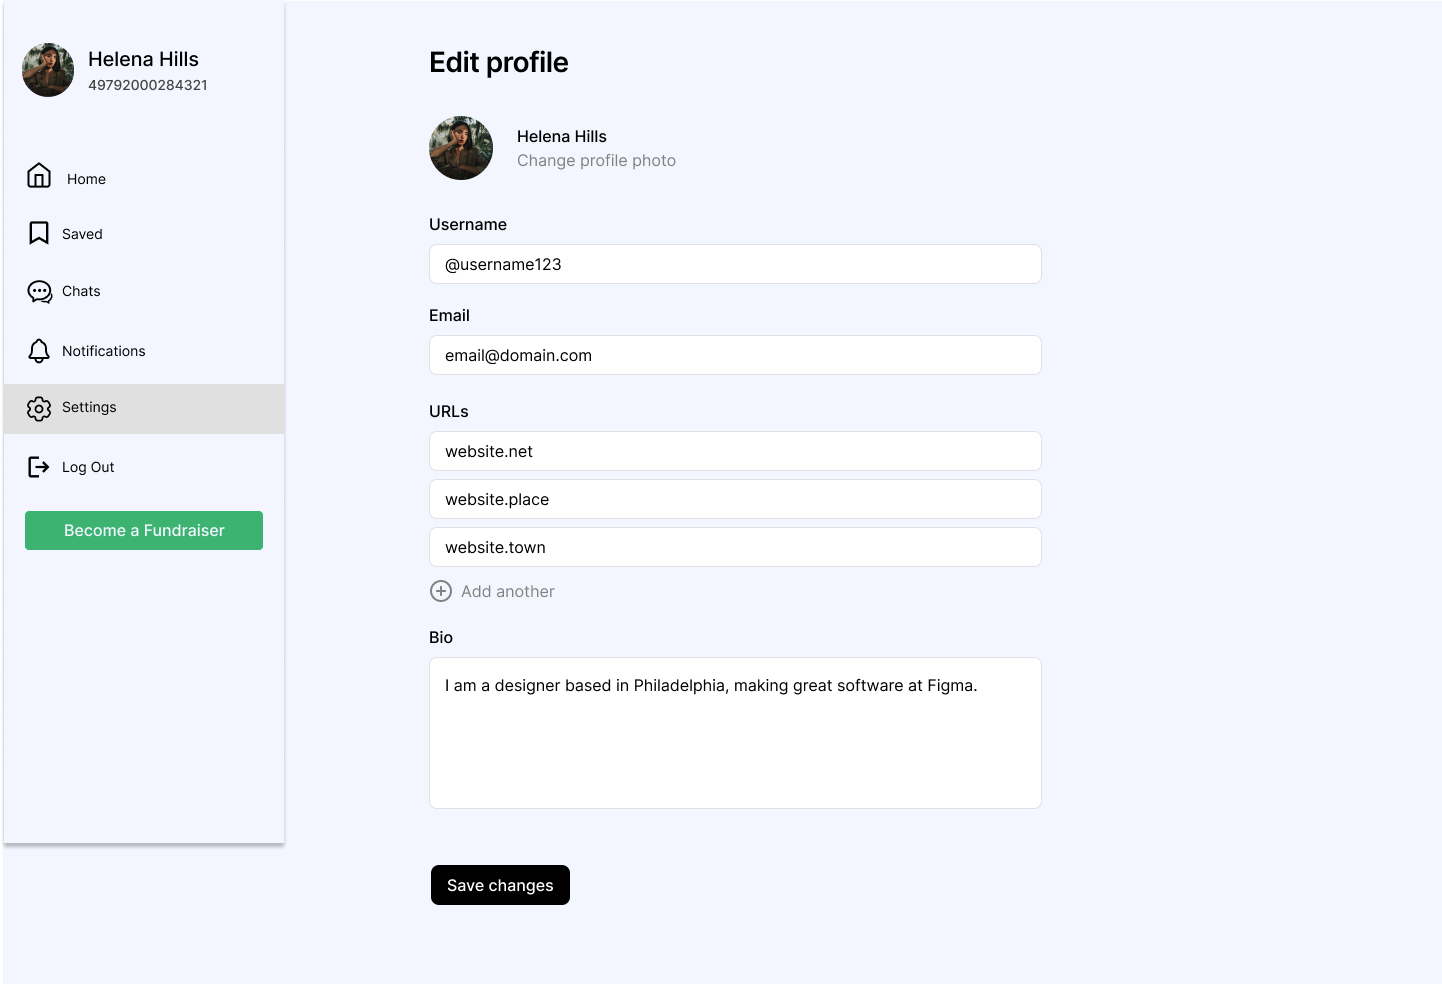 Helena Hills
49792000284321
Home
Saved
Chats
Notifications
Settings
Log Out
Become a Fundraiser
Edit profile
Helena Hills
Change profile photo
Username
@username123
Email
email@domain.com
URLs
website.net
website.place
website.town
Add another
Bio
I am a designer based in Philadelphia, making great software at Figma.
Save changes